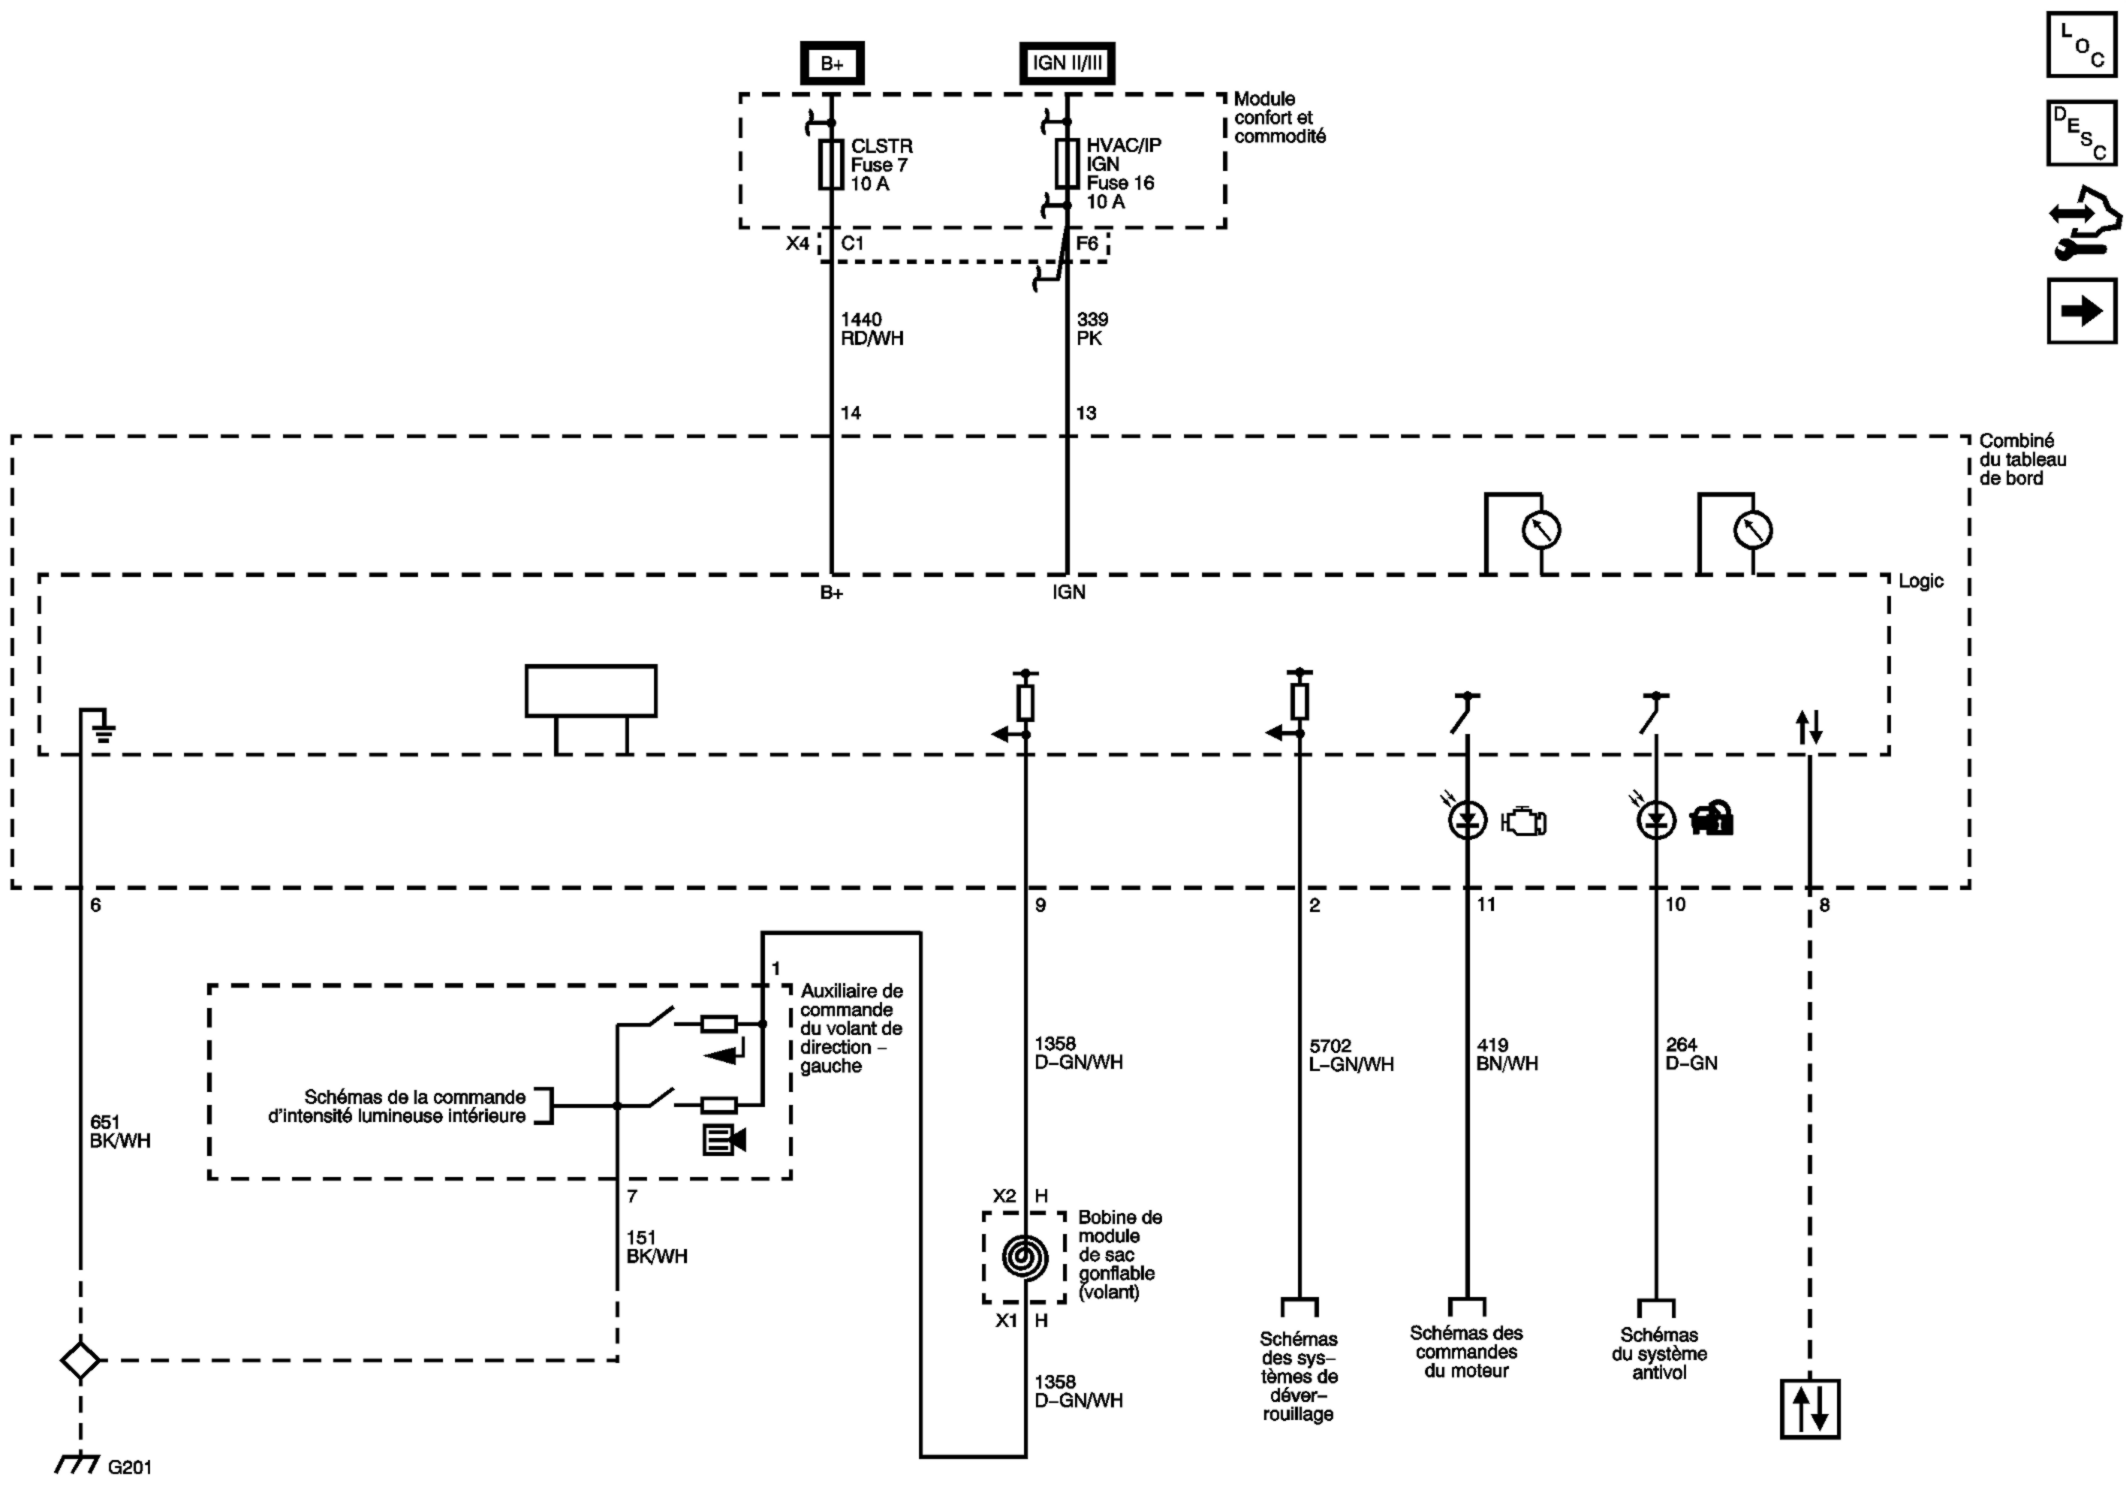 B+
IGN II/III
L
O
C
Module
confort et
commodité
CLSTR
Fuse 7
10 A
HVAC/IP
IGN
Fuse 16
10 A
D
E
S
C
X4
C1
F6
1440
RD/WH
339
PK
14
13
Combiné
du tableau
de bord
B+
IGN
Logic
6
9
2
11
10
8
1
Auxiliaire de
commande
du volant de
direction –
gauche
Schémas de la commande
d'intensité lumineuse intérieure
651
BK/WH
7
151
BK/WH
1358
D–GN/WH
5702
L–GN/WH
419
BN/WH
264
D–GN
X2
H
Bobine de
module
de sac
gonflable
(volant)
X1
H
1358
D–GN/WH
Schémas
des sys–
tèmes de
déver–
rouillage
Schémas des
commandes
du moteur
Schémas
du système
antivol
G201